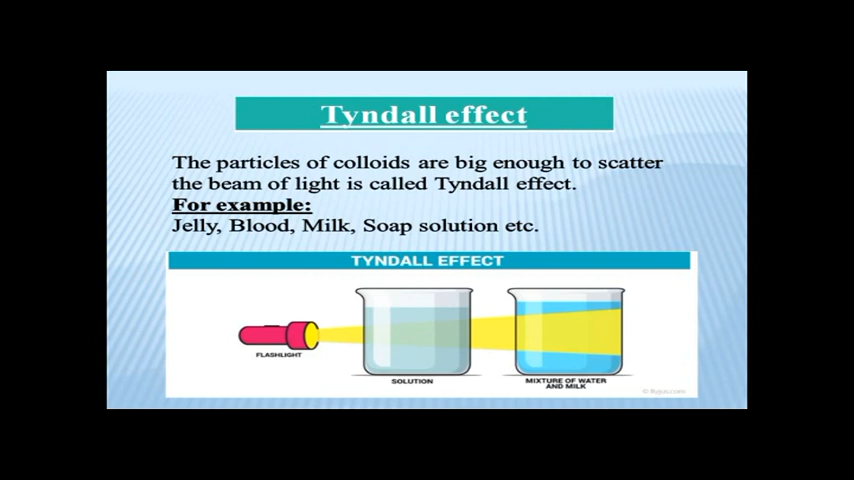 Tyndall effect
The particles of colloids are big enough to scatter
the beam of light is called Tyndall effect.
For example:
Jelly, Blood, Milk, Soap solution etc.
TYNDALL EFFECT
FLASHLIGHT
SOLUTION
MIXTURE OF WATER
AND MILK
© Byjus.com